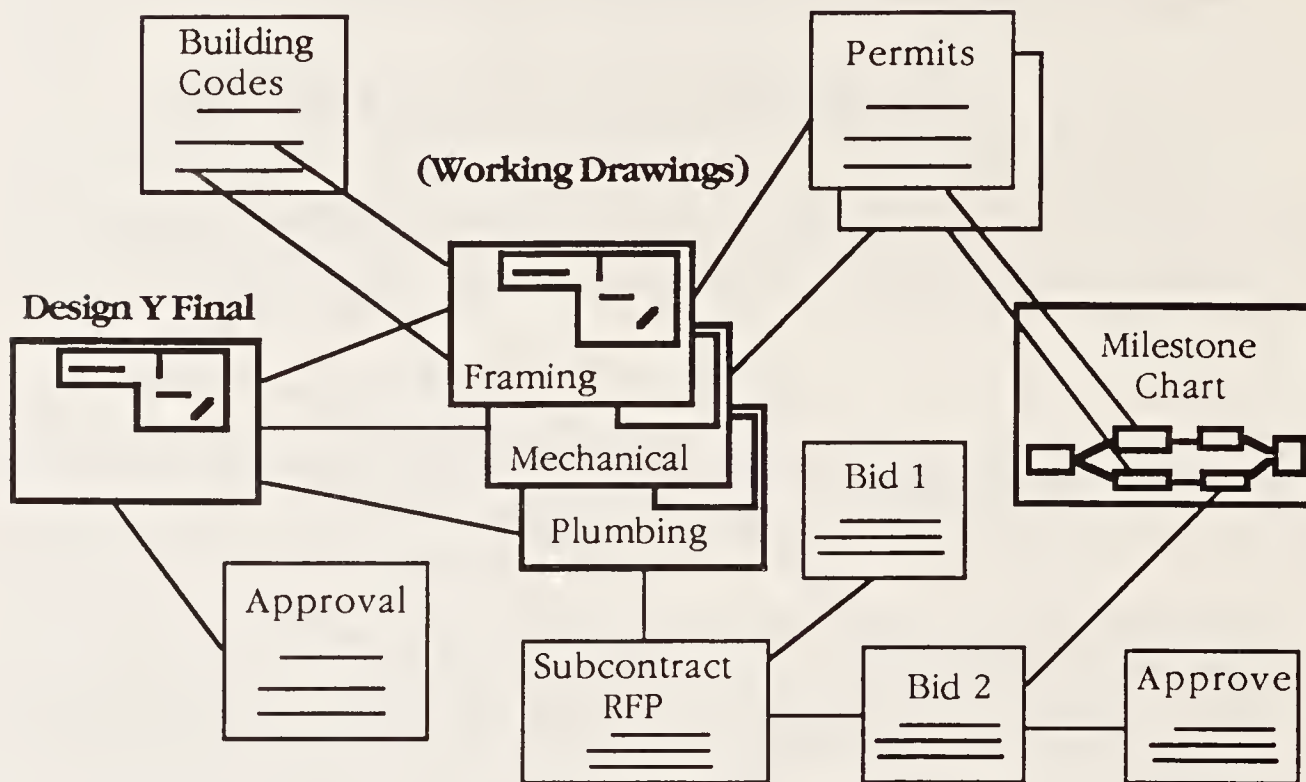 Building
Codes
Permits
(Working Drawings)
Design Y Final
Framing
Milestone
Chart
Mechanical
Bid 1
Plumbing
Approval
Subcontract
RFP
Bid 2
Approve